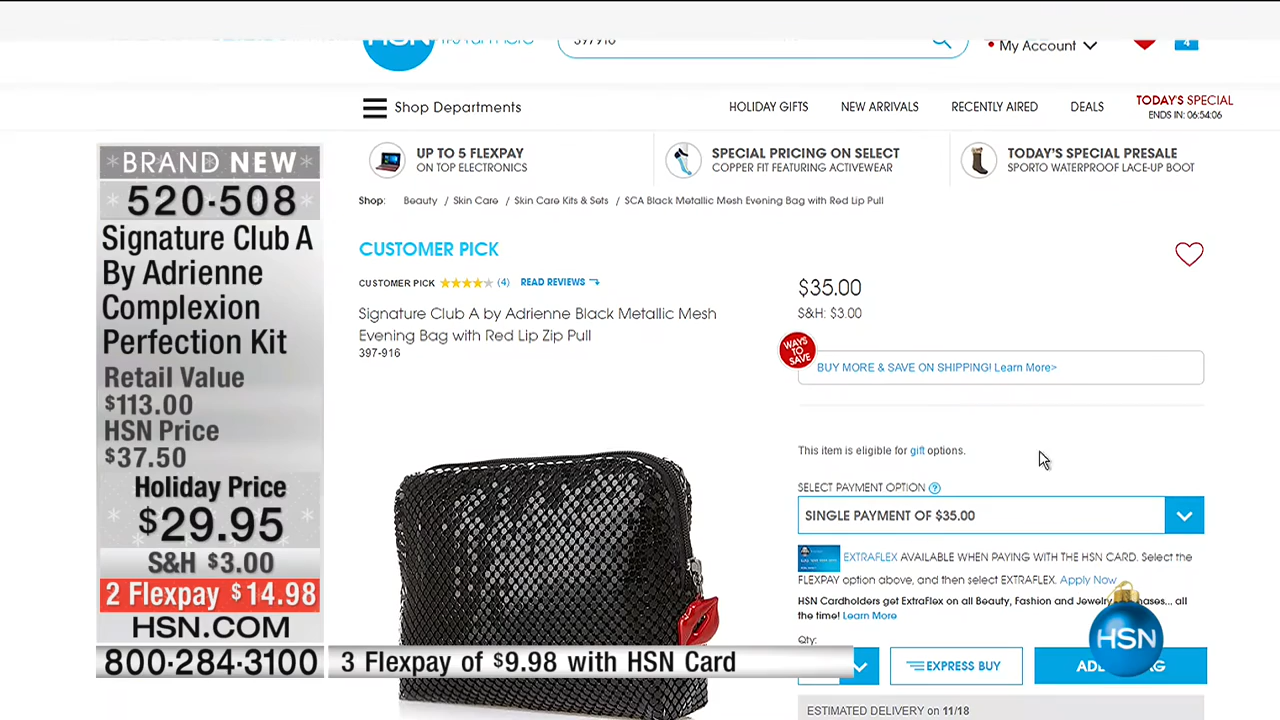 HSN
397916
My Account
4
Shop Departments
HOLIDAY GIFTS
NEW ARRIVALS
RECENTLY AIRED
DEALS
TODAY'S SPECIAL
ENDS IN: 06:54:06
UP TO 5 FLEXPAY
ON TOP ELECTRONICS
SPECIAL PRICING ON SELECT
COPPER FIT FEATURING ACTIVEWEAR
TODAY'S SPECIAL PRESALE
SPORTO WATERPROOF LACE-UP BOOT
BRAND NEW
520-508
Signature Club A
By Adrienne
Complexion
Perfection Kit
Retail Value
$113.00
HSN Price
$37.50
Holiday Price
$29.95
S&H $3.00
2 Flexpay $14.98
HSN.COM
800-284-3100
3 Flexpay of $9.98 with HSN Card
Shop: Beauty / Skin Care / Skin Care Kits & Sets / SCA Black Metallic Mesh Evening Bag with Red Lip Pull
CUSTOMER PICK
CUSTOMER PICK (4) READ REVIEWS
Signature Club A by Adrienne Black Metallic Mesh
Evening Bag with Red Lip Zip Pull
397-916
$35.00
S&H: $3.00
WAYS
TO
SAVE
BUY MORE & SAVE ON SHIPPING! Learn More>
This item is eligible for gift options.
SELECT PAYMENT OPTION ?
SINGLE PAYMENT OF $35.00
EXTRAFLEX AVAILABLE WHEN PAYING WITH THE HSN CARD. Select the
FLEXPAY option above, and then select EXTRAFLEX. Apply Now
HSN Cardholders get ExtraFlex on all Beauty, Fashion and Jewelry all
the time! Learn More
Qty:
EXPRESS BUY
HSN
ESTIMATED DELIVERY on 11/18